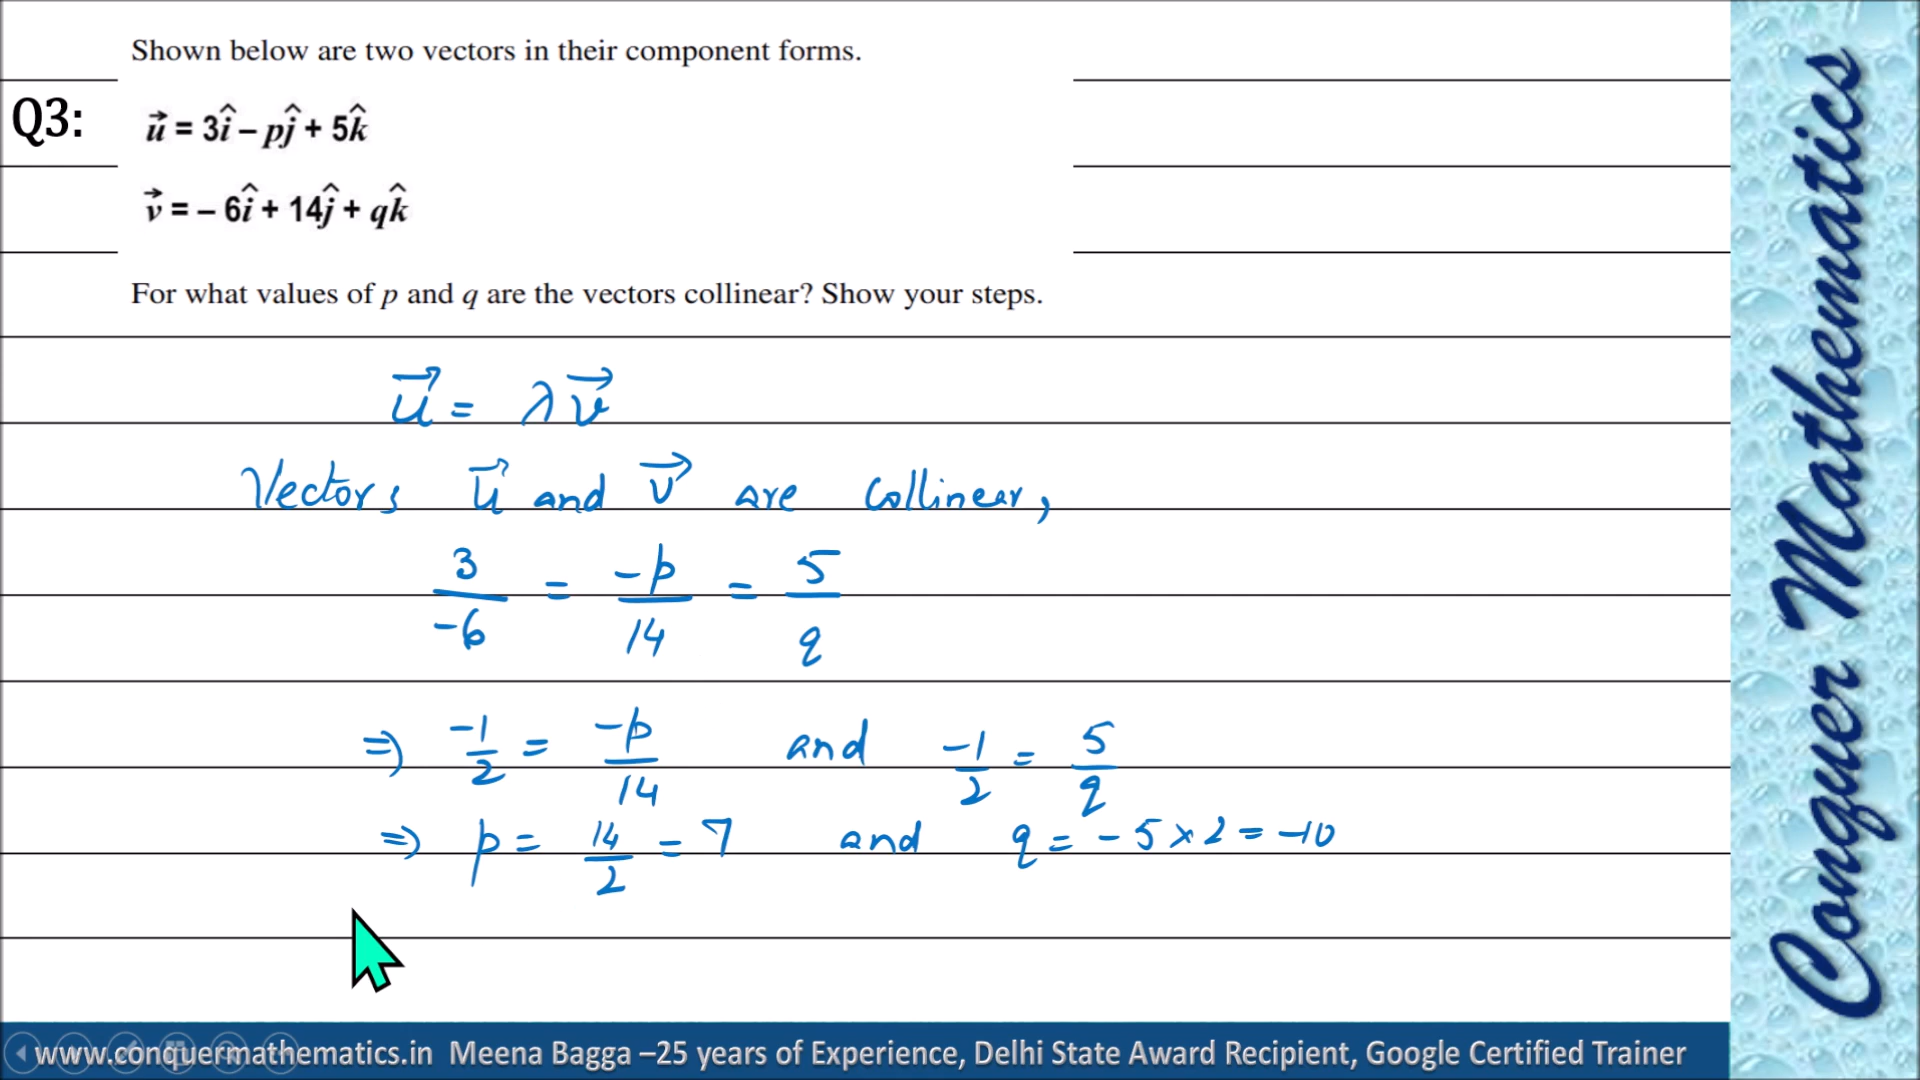 Shown below are two vectors in their component forms.
Q3:
u⃗ = 3î – pĵ + 5k̂
v⃗ = – 6î + 14ĵ + qk̂
For what values of p and q are the vectors collinear? Show your steps.
u⃗ = λv⃗
Vectors u⃗ and v⃗ are collinear,
3/-6 = -p/14 = 5/q
⇒ -1/2 = -p/14 and -1/2 = 5/q
⇒ p = 14/2 = 7 and q = -5 × 2 = -10
www.conquermathematics.in Meena Bagga –25 years of Experience, Delhi State Award Recipient, Google Certified Trainer
Conquer Mathematics